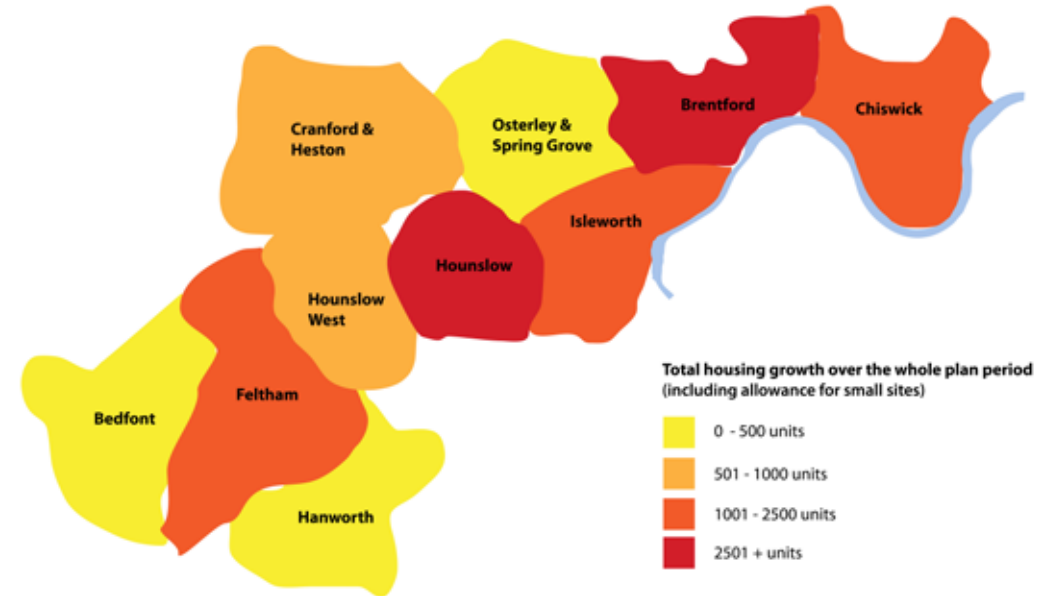 Cranford &
Heston
Osterley &
Spring Grove
Brentford
Chiswick
Isleworth
Hounslow
Hounslow
West
Feltham
Bedfont
Hanworth
Total housing growth over the whole plan period
(including allowance for small sites)
0 - 500 units
501 - 1000 units
1001 - 2500 units
2501 + units